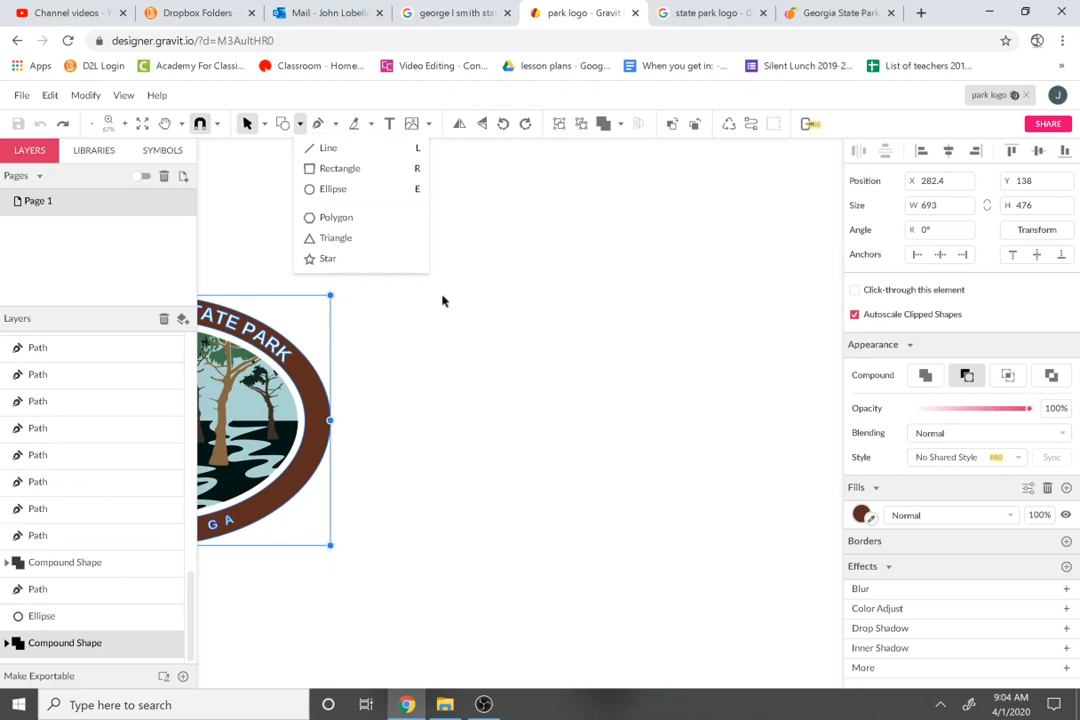 Channel videos - Y
Dropbox Folders -
Mail - John Lobell
george l smith sta
park logo - Gravit
state park logo - G
Georgia State Park
designer.gravit.io/?d=M3AultHR0
Apps
D2L Login
Academy For Classi...
Classroom - Home...
Video Editing - Con...
lesson plans - Goog...
When you get in: -...
Silent Lunch 2019-...
List of teachers 201...
»
File Edit Modify View Help
park logo
J
67%
SHARE
LAYERS LIBRARIES SYMBOLS
Pages
Page 1
Layers
Path
Path
Path
Path
Path
Path
Path
Path
Compound Shape
Path
Ellipse
Compound Shape
Make Exportable
Line L
Rectangle R
Ellipse E
Polygon
Triangle
Star
TATE PARK
G A
Position X 282.4 Y 138
Size W 693 H 476
Angle R 0° Transform
Anchors
Click-through this element
Autoscale Clipped Shapes
Appearance
Compound
Opacity 100%
Blending Normal
Style No Shared Style PRO Sync
Fills
Normal 100%
Borders
Effects
Blur
Color Adjust
Drop Shadow
Inner Shadow
More
Type here to search
9:04 AM
4/1/2020